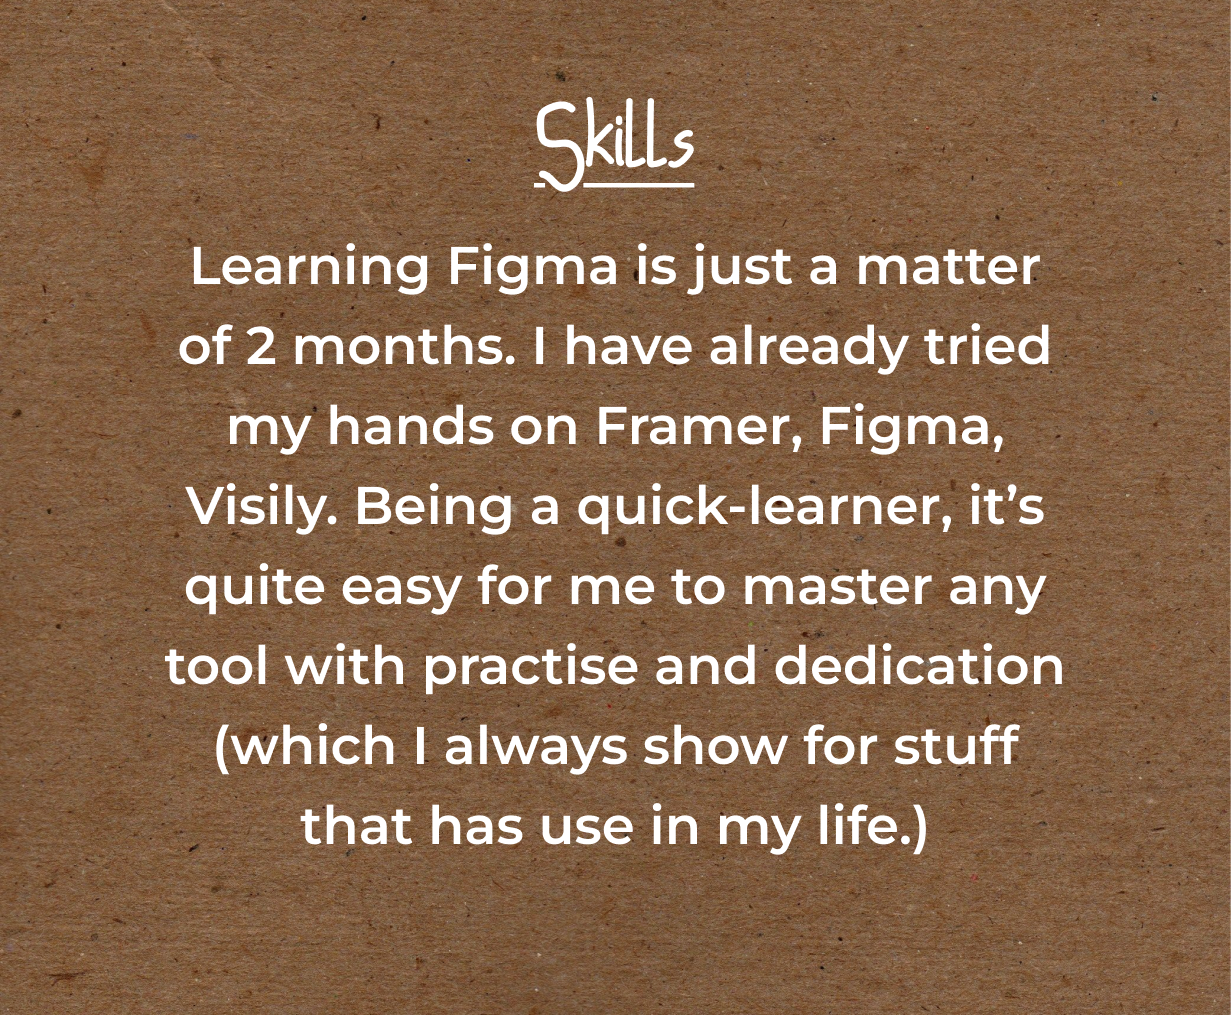 Skills
Learning Figma is just a matter
of 2 months. I have already tried
my hands on Framer, Figma,
Visily. Being a quick-learner, it’s
quite easy for me to master any
tool with practise and dedication
(which I always show for stuff
that has use in my life.)